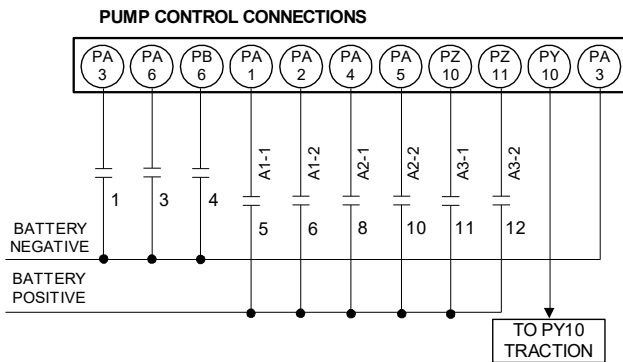 PUMP CONTROL CONNECTIONS
PA 3
PA 6
PB 6
PA 1
PA 2
PA 4
PA 5
PZ 10
PZ 11
PY 10
PA 3
A1-1
A1-2
A2-1
A2-2
A3-1
A3-2
1
3
4
5
6
8
10
11
12
BATTERY
NEGATIVE
BATTERY
POSITIVE
TO PY10
TRACTION